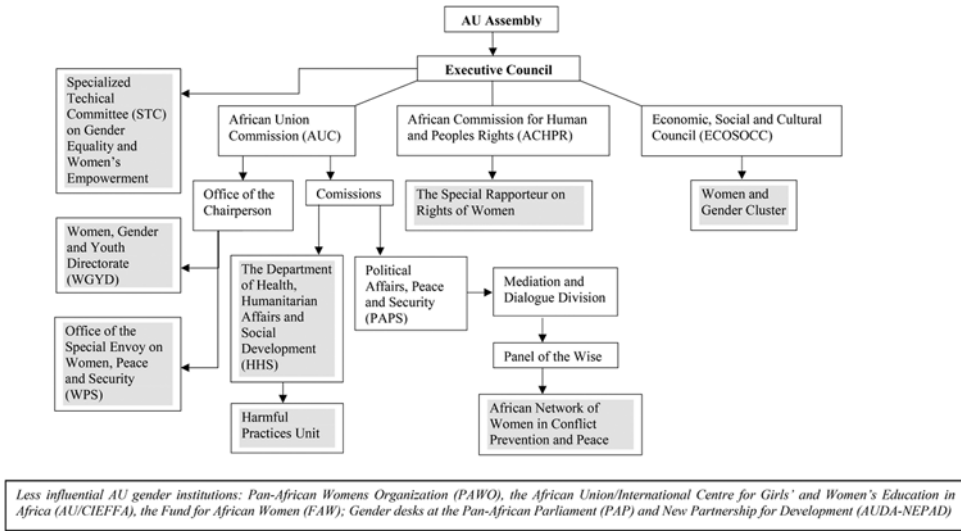 AU Assembly
Executive Council
Specialized
Techical
Committee (STC)
on Gender
Equality and
Women's
Empowerment
African Union
Commission (AUC)
African Commission for Human
and Peoples Rights (ACHPR)
Economic, Social and Cultural
Council (ECOSOCC)
Office of the
Chairperson
Comissions
The Special Rapporteur on
Rights of Women
Women and
Gender Cluster
Women, Gender
and Youth
Directorate
(WGYD)
The Department
of Health,
Humanitarian
Affairs and
Social
Development
(HHS)
Political
Affairs, Peace
and Security
(PAPS)
Mediation and
Dialogue Division
Office of the
Special Envoy on
Women, Peace
and Security
(WPS)
Panel of the Wise
Harmful
Practices Unit
African Network of
Women in Conflict
Prevention and Peace
Less influential AU gender institutions: Pan-African Womens Organization (PAWO), the African Union/International Centre for Girls' and Women's Education in
Africa (AU/CIEFFA), the Fund for African Women (FAW); Gender desks at the Pan-African Parliament (PAP) and New Partnership for Development (AUDA-NEPAD)